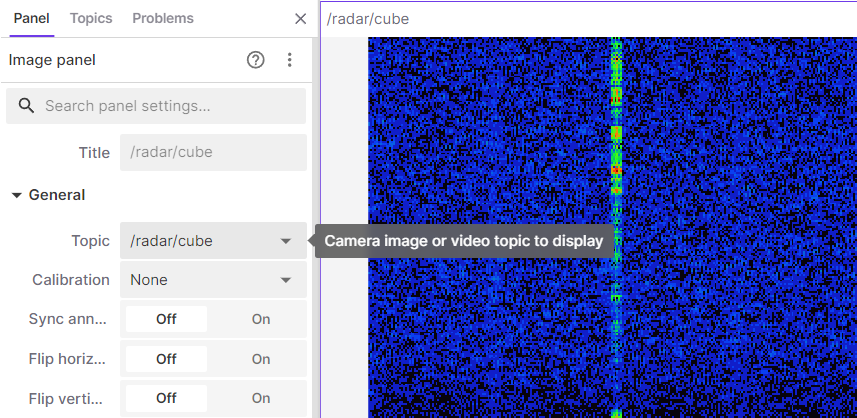 Panel Topics Problems
/radar/cube
Image panel
Search panel settings...
Title /radar/cube
General
Topic /radar/cube
Camera image or video topic to display
Calibration None
Sync ann... Off On
Flip horiz... Off On
Flip verti... Off On